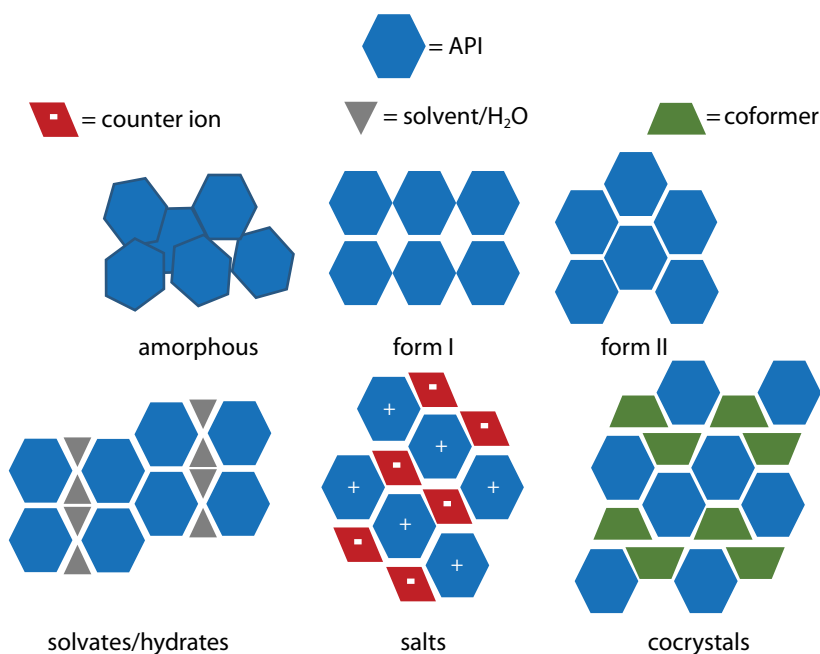 = API
= counter ion
= solvent/H₂O
= coformer
amorphous
form I
form II
+
+
+
+
+
+
solvates/hydrates
salts
cocrystals